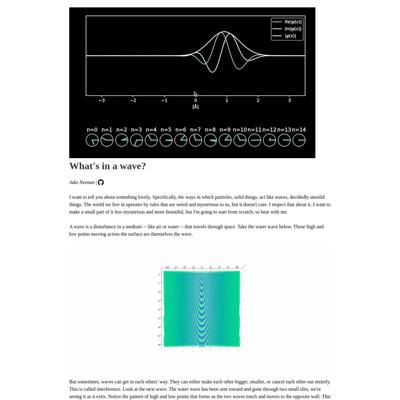 Re|ψ(x)|
Im|ψ(x)|
|ψ(x)|
−3 −2 −1 0 1 2 3
[Å]
n=0 n=1 n=2 n=3 n=4 n=5 n=6 n=7 n=8 n=9 n=10 n=11 n=12 n=13 n=14
What's in a wave?
Jake Neenan |
I want to tell you about something lovely. Specifically, the ways in which particles, solid things, act like waves, decidedly unsolid
things. The world we live in operates by rules that are weird and mysterious to us, but it doesn't care. I respect that about it. I want to
make a small part of it less mysterious and more beautiful, but I'm going to start from scratch, so bear with me.
A wave is a disturbance in a medium -- like air or water -- that travels through space. Take the water wave below. Those high and
low points moving across the surface are themselves the wave.
But sometimes, waves can get in each others' way. They can either make each other bigger, smaller, or cancel each other out entirely.
This is called interference. Look at the next wave. The water wave has been sent toward and gone through two small slits, we're
seeing it as it exits. Notice the pattern of high and low points that forms as the two waves touch and moves to the opposite wall. This